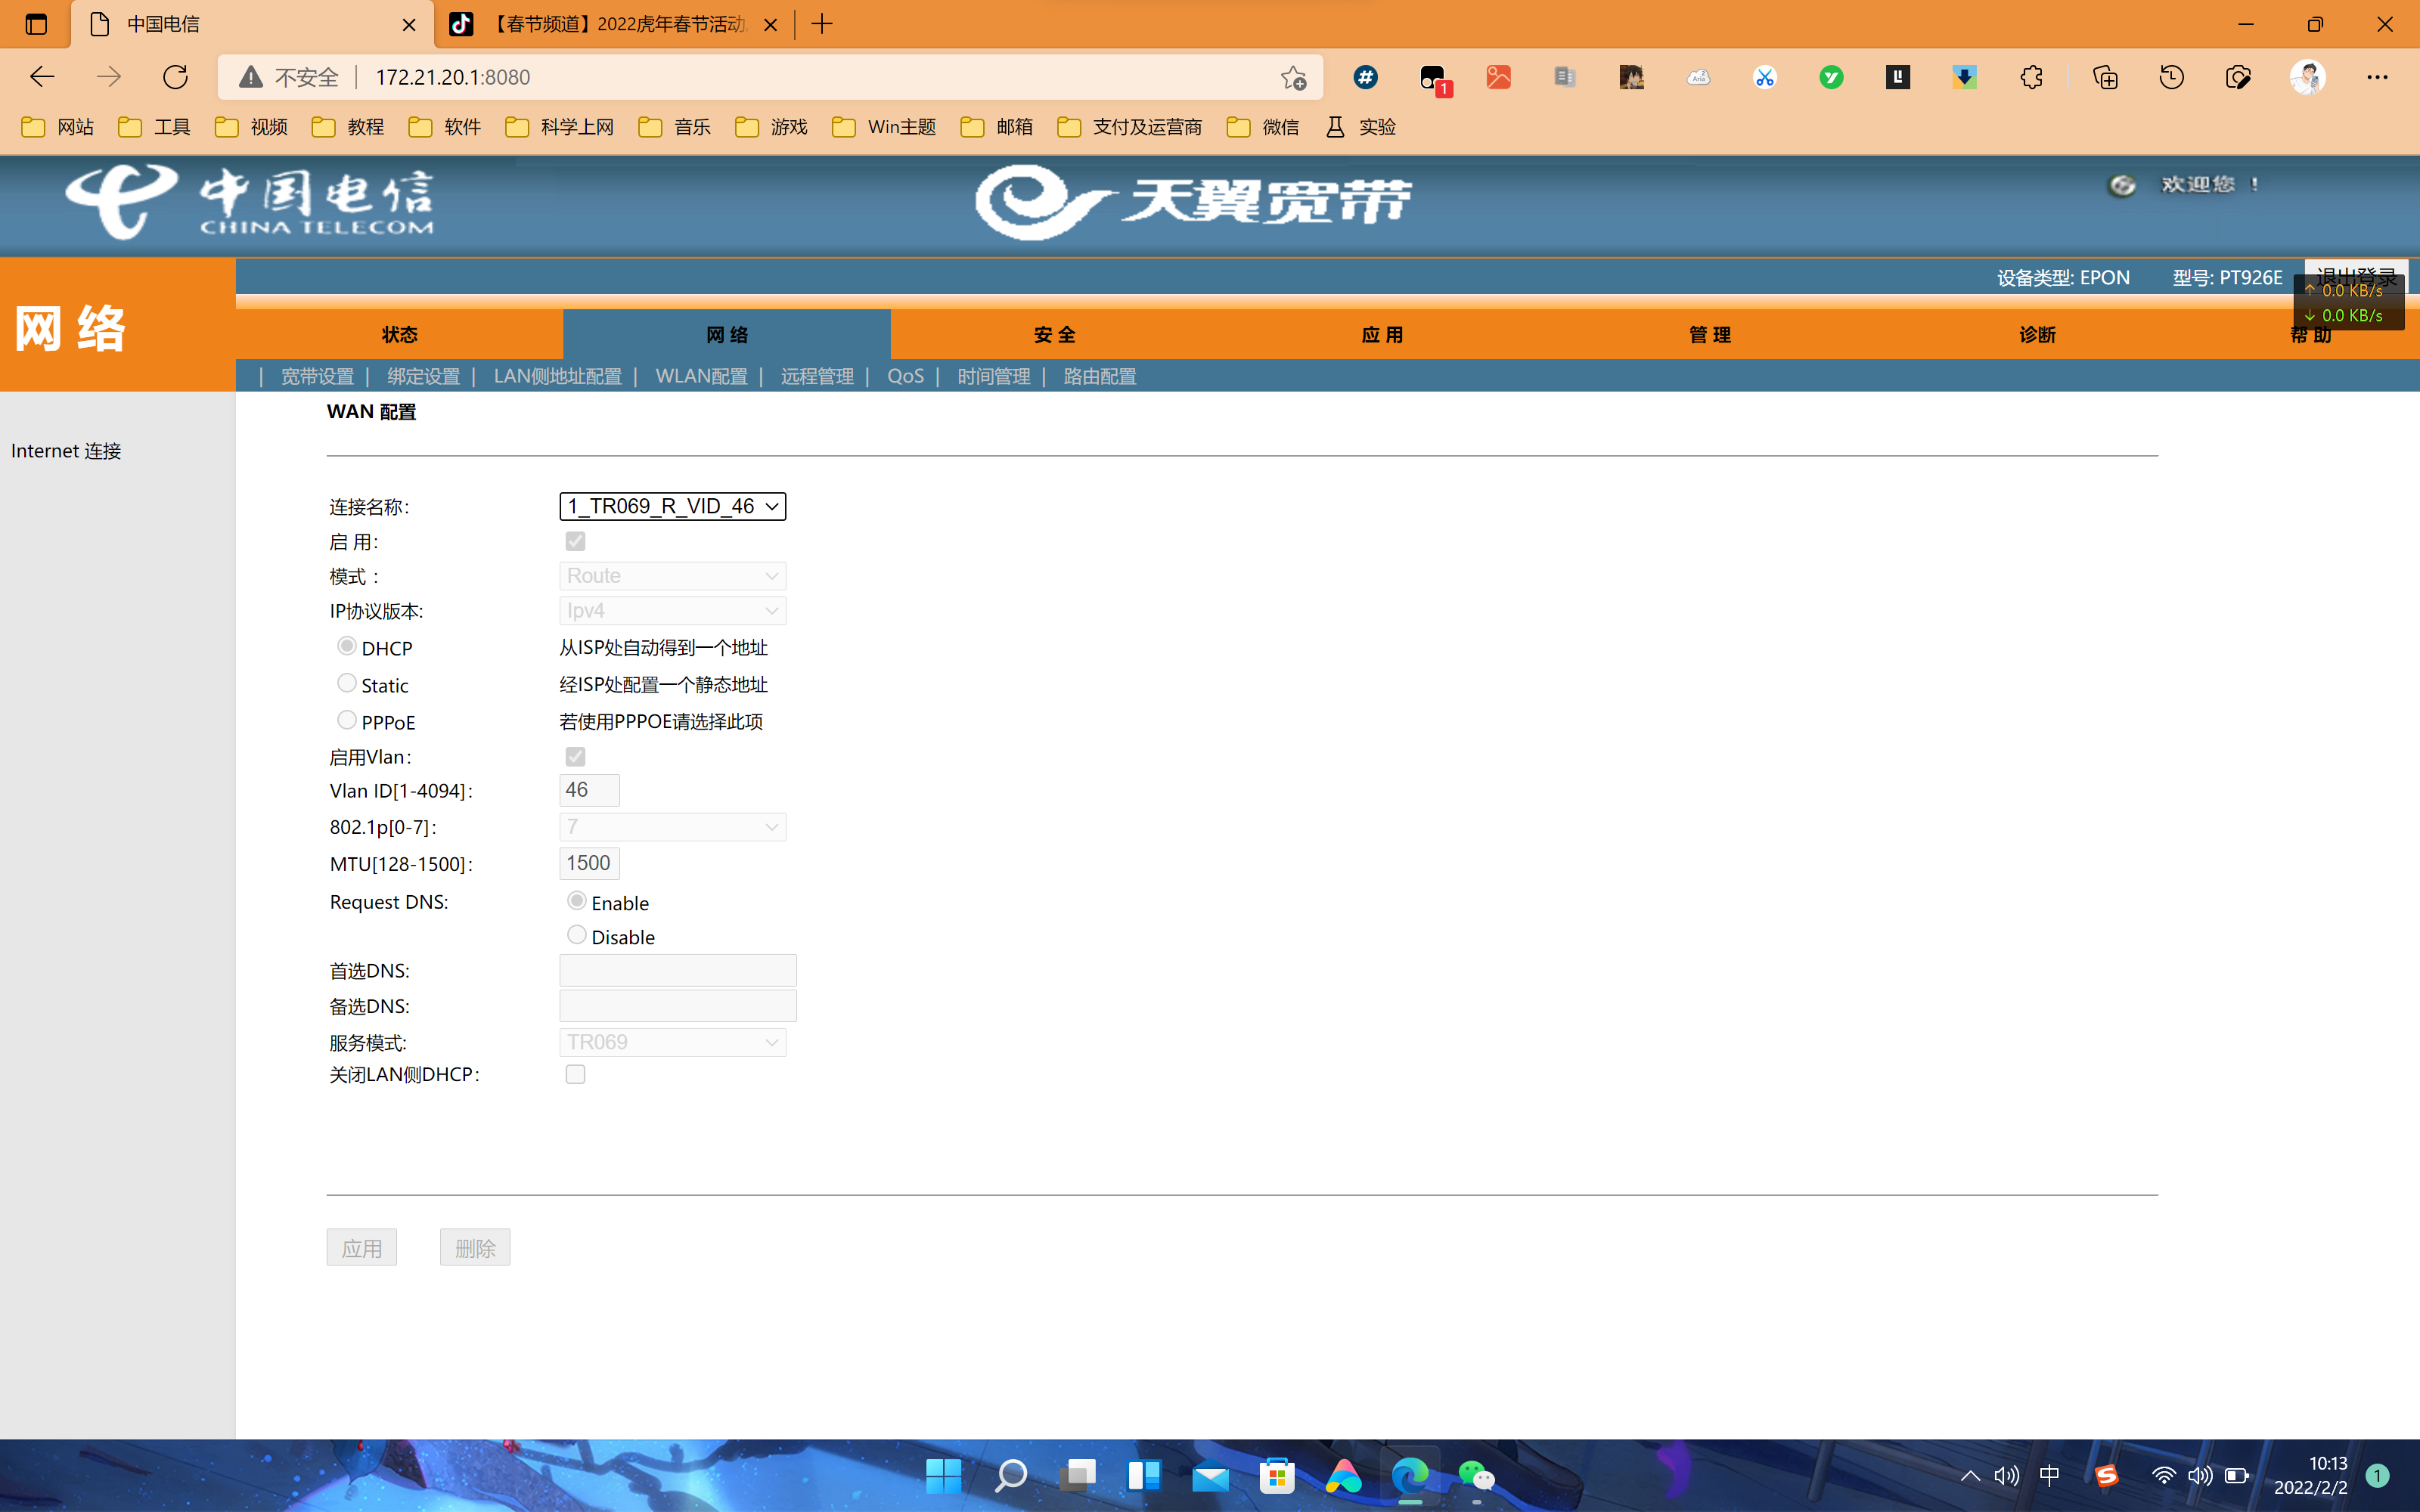 中国电信
【春节频道】2022虎年春节活动
不安全 172.21.20.1:8080
1
网站 工具 视频 教程 软件 科学上网 音乐 游戏 Win主题 邮箱 支付及运营商 微信 实验
中国电信
CHINA TELECOM
天翼宽带
欢迎您 !
设备类型: EPON 型号: PT926E 退出登录
↑ 0.0 KB/s
↓ 0.0 KB/s
网 络
状态 网 络 安 全 应 用 管 理 诊断 帮 助
| 宽带设置 | 绑定设置 | LAN侧地址配置 | WLAN配置 | 远程管理 | QoS | 时间管理 | 路由配置
WAN 配置
Internet 连接
连接名称: 1_TR069_R_VID_46
启 用:
模式 : Route
IP协议版本: Ipv4
DHCP 从ISP处自动得到一个地址
Static 经ISP处配置一个静态地址
PPPoE 若使用PPPOE请选择此项
启用Vlan:
Vlan ID[1-4094]: 46
802.1p[0-7]: 7
MTU[128-1500]: 1500
Request DNS: Enable
Disable
首选DNS:
备选DNS:
服务模式: TR069
关闭LAN侧DHCP:
应用 删除
中
10:13
2022/2/2
1